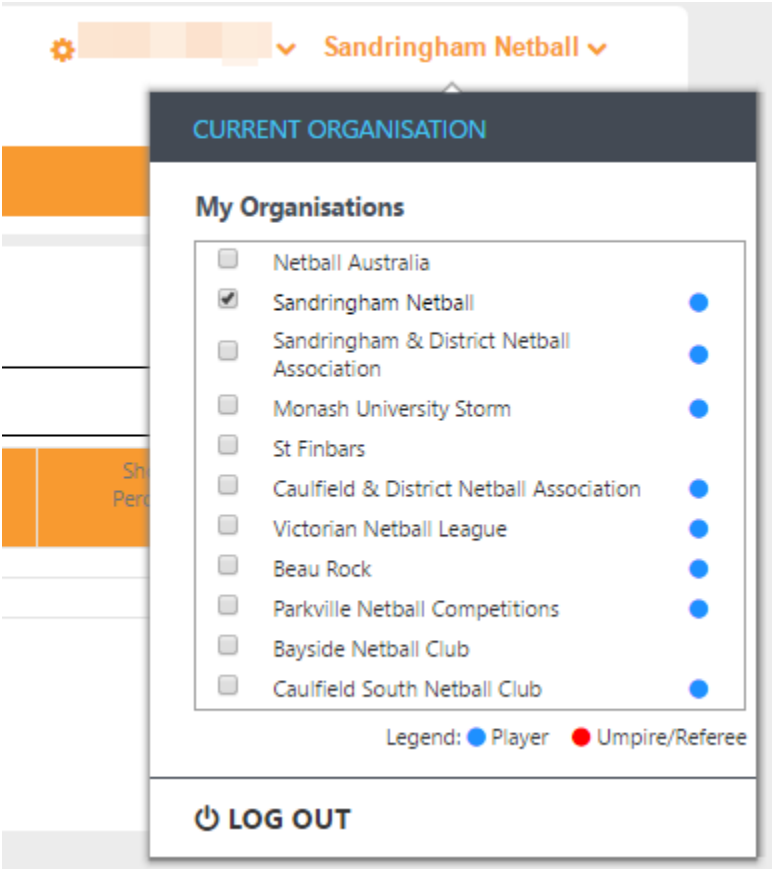 Sandringham Netball
CURRENT ORGANISATION
My Organisations
Netball Australia
Sandringham Netball
Sandringham & District Netball
Association
Monash University Storm
St Finbars
Caulfield & District Netball Association
Victorian Netball League
Beau Rock
Parkville Netball Competitions
Bayside Netball Club
Caulfield South Netball Club
Legend: Player Umpire/Referee
LOG OUT